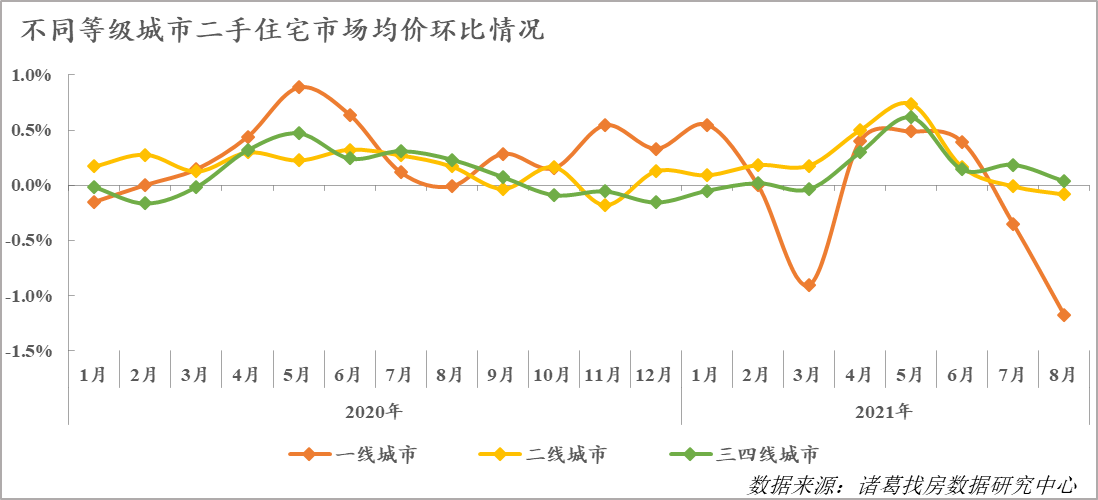 不同等级城市二手住宅市场均价环比情况
1.0%
0.5%
0.0%
-0.5%
-1.0%
-1.5%
1月 2月 3月 4月 5月 6月 7月 8月 9月 10月 11月 12月 1月 2月 3月 4月 5月 6月 7月 8月
2020年 2021年
一线城市 二线城市 三四线城市
数据来源：诸葛找房数据研究中心